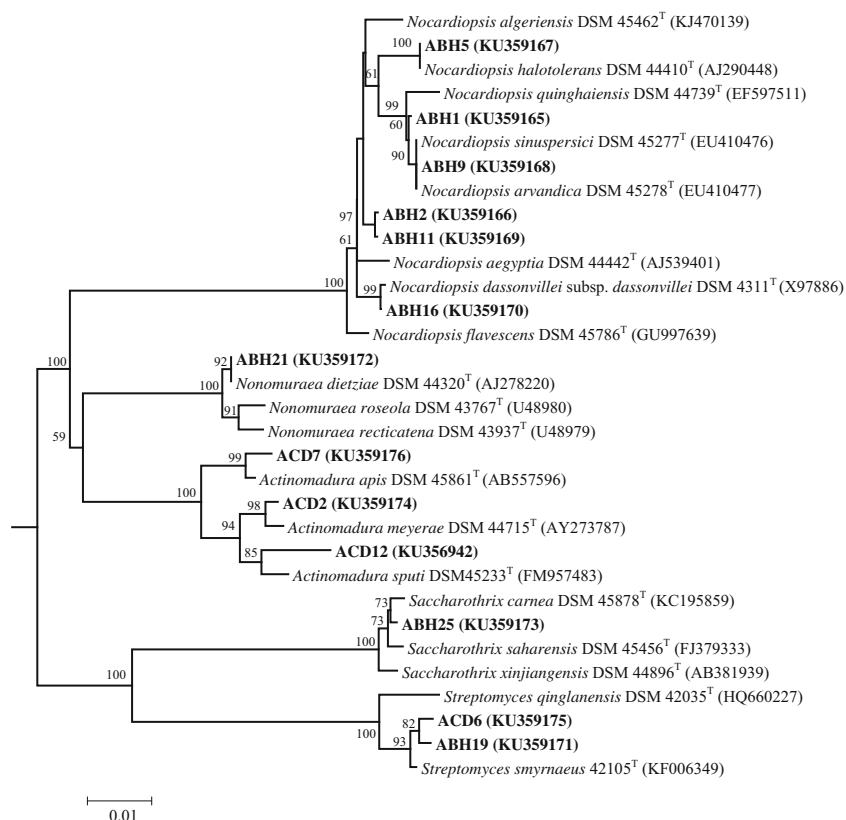 Nocardiopsis algeriensis DSM 45462T (KJ470139)
100
ABH5 (KU359167)
Nocardiopsis halotolerans DSM 44410T (AJ290448)
61
Nocardiopsis quinghaiensis DSM 44739T (EF597511)
99
ABH1 (KU359165)
60
Nocardiopsis sinuspersici DSM 45277T (EU410476)
90
ABH9 (KU359168)
Nocardiopsis arvandica DSM 45278T (EU410477)
97
ABH2 (KU359166)
61
ABH11 (KU359169)
Nocardiopsis aegyptia DSM 44442T (AJ539401)
100
Nocardiopsis dassonvillei subsp. dassonvillei DSM 4311T (X97886)
99
ABH16 (KU359170)
Nocardiopsis flavescens DSM 45786T (GU997639)
100
92
ABH21 (KU359172)
100
Nonomuraea dietziae DSM 44320T (AJ278220)
91
Nonomuraea roseola DSM 43767T (U48980)
Nonomuraea recticatena DSM 43937T (U48979)
59
99
ACD7 (KU359176)
100
Actinomadura apis DSM 45861T (AB557596)
98
ACD2 (KU359174)
94
Actinomadura meyerae DSM 44715T (AY273787)
85
ACD12 (KU356942)
Actinomadura sputi DSM45233T (FM957483)
73
Saccharothrix carnea DSM 45878T (KC195859)
73
ABH25 (KU359173)
100
Saccharothrix saharensis DSM 45456T (FJ379333)
Saccharothrix xinjiangensis DSM 44896T (AB381939)
100
Streptomyces qinglanensis DSM 42035T (HQ660227)
82
ACD6 (KU359175)
100
93
ABH19 (KU359171)
Streptomyces smyrnaeus 42105T (KF006349)
0.01